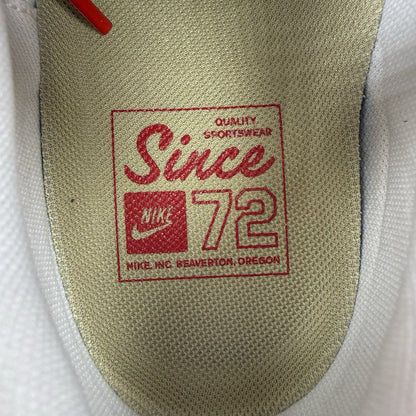 QUALITY
SPORTSWEAR
Since
NIKE
72
NIKE, INC. BEAVERTON, OREGON